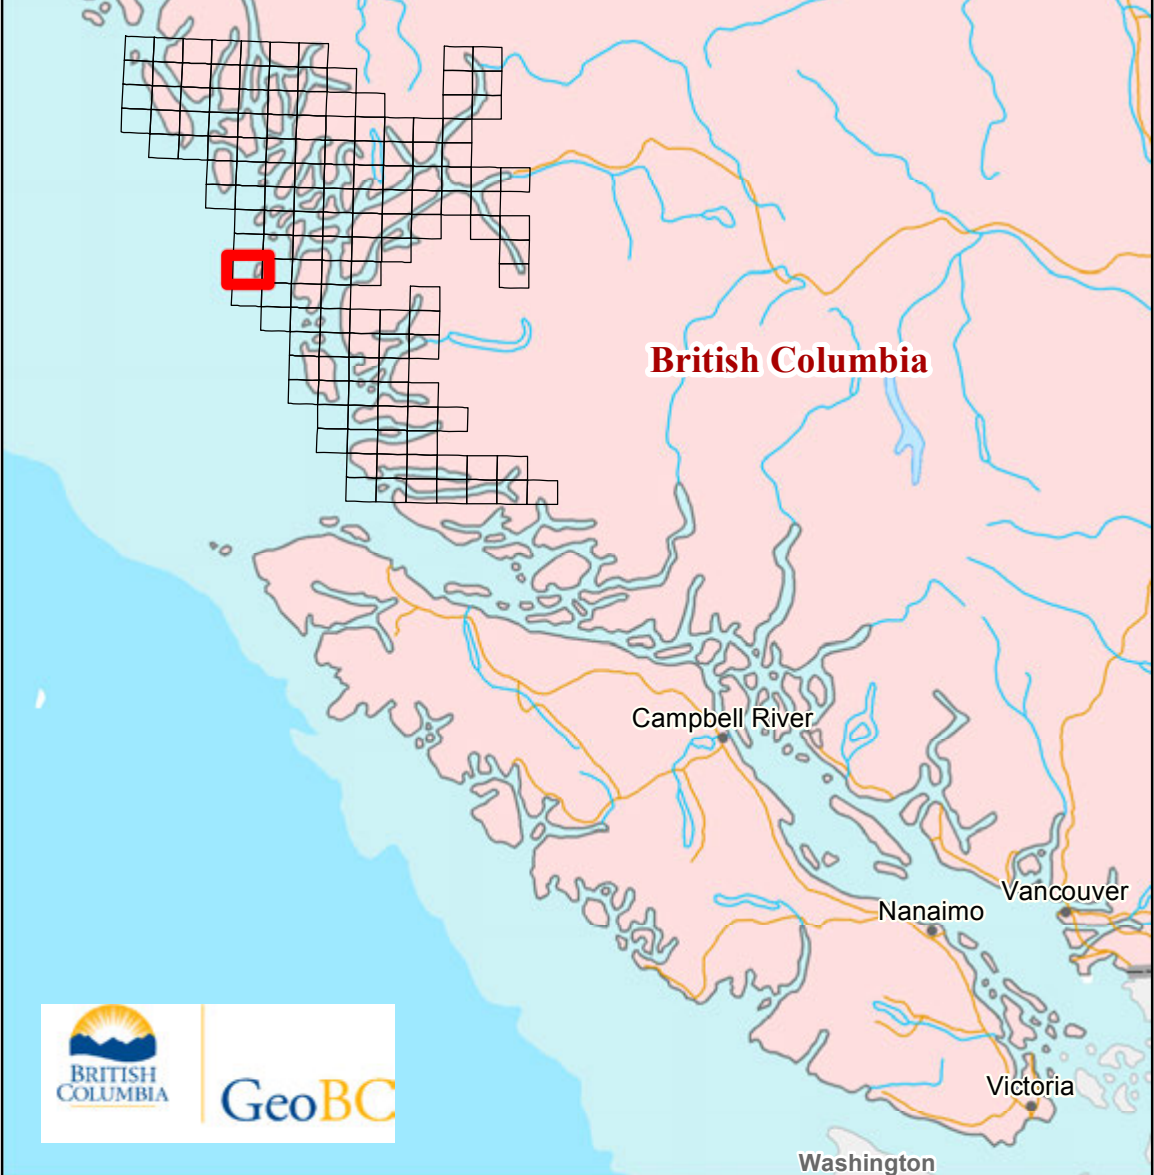 British Columbia
Campbell River
Vancouver
Nanaimo
BRITISH
COLUMBIA
GeoBC
Victoria
Washington